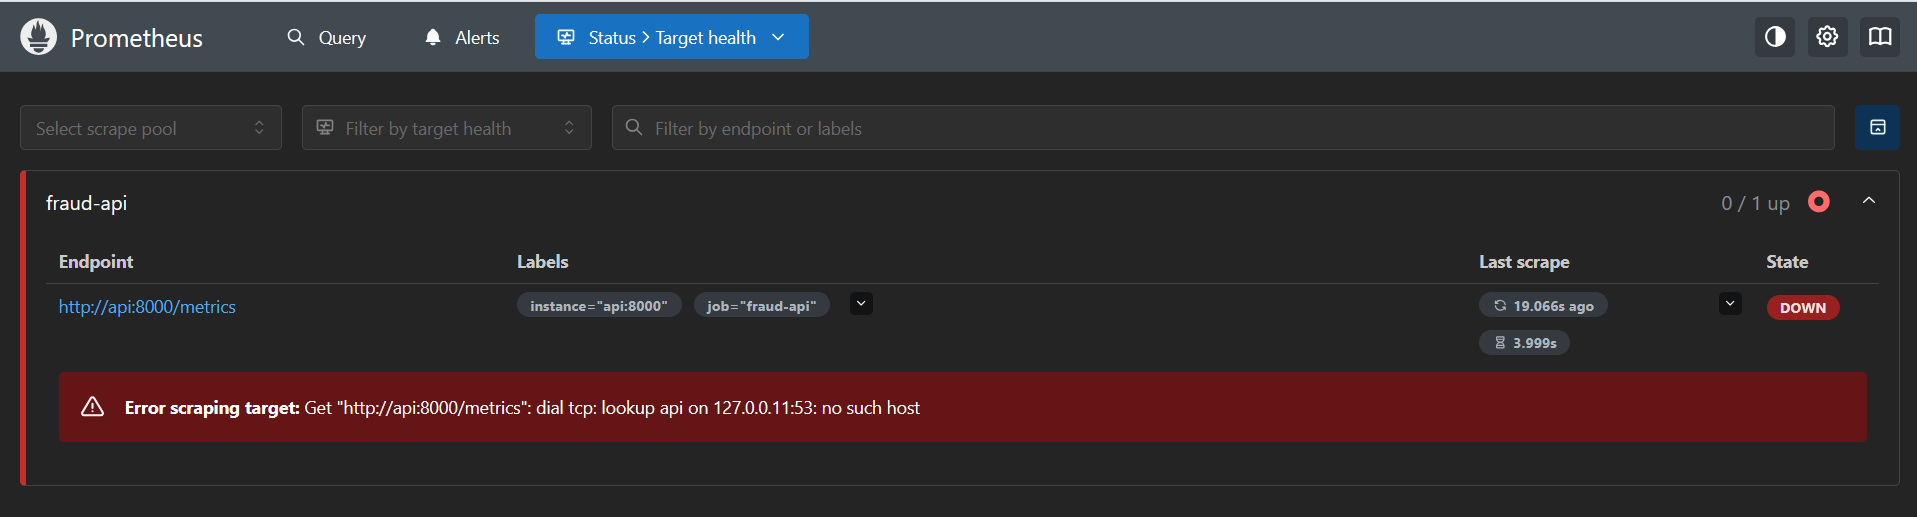 Prometheus Query Alerts Status > Target health
Select scrape pool Filter by target health Filter by endpoint or labels
fraud-api 0 / 1 up
Endpoint Labels Last scrape State
http://api:8000/metrics instance="api:8000" job="fraud-api" 19.066s ago DOWN
3.999s
Error scraping target: Get "http://api:8000/metrics": dial tcp: lookup api on 127.0.0.11:53: no such host